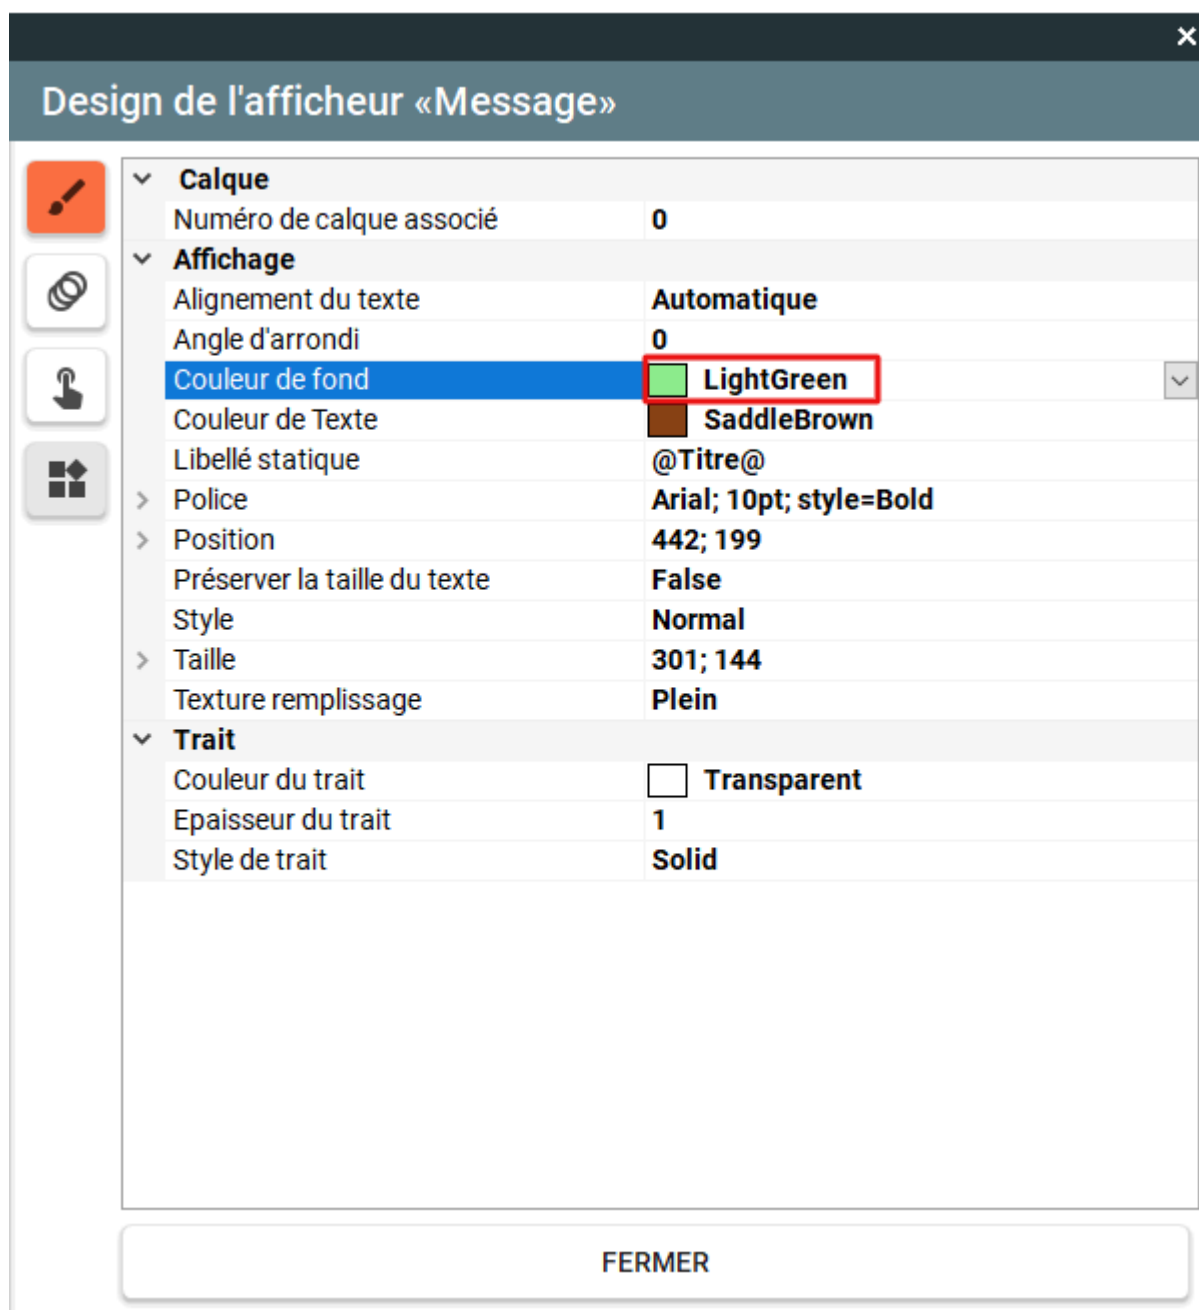 Design de l'afficheur «Message»
Calque
Numéro de calque associé 0
Affichage
Alignement du texte Automatique
Angle d'arrondi 0
Couleur de fond LightGreen
Couleur de Texte SaddleBrown
Libellé statique @Titre@
Police Arial; 10pt; style=Bold
Position 442; 199
Préserver la taille du texte False
Style Normal
Taille 301; 144
Texture remplissage Plein
Trait
Couleur du trait Transparent
Epaisseur du trait 1
Style de trait Solid
FERMER